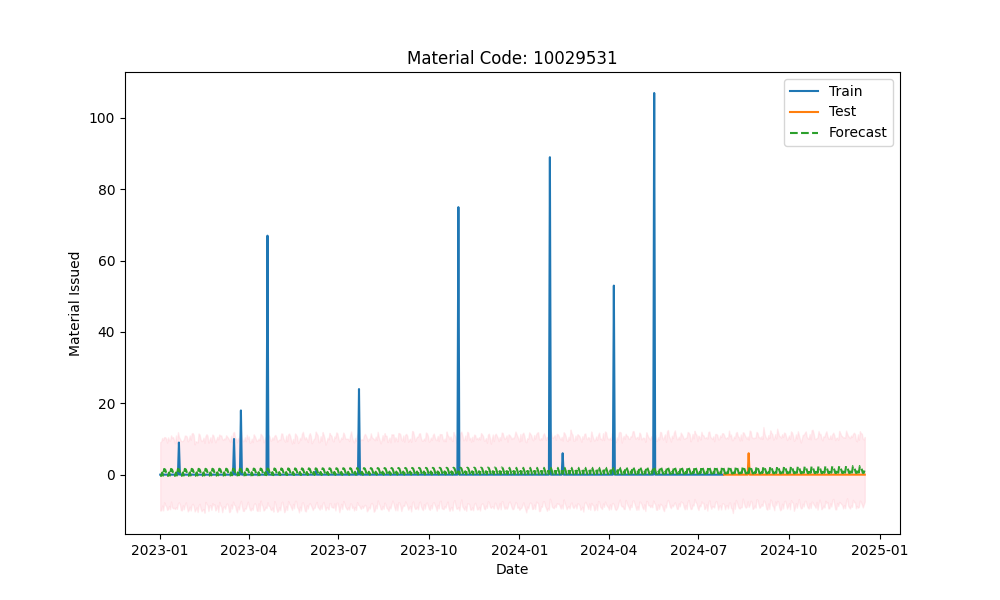 Material Code: 10029531
Train
Test
Forecast
Material Issued
100
80
60
40
20
0
2023-01
2023-04
2023-07
2023-10
2024-01
2024-04
2024-07
2024-10
2025-01
Date